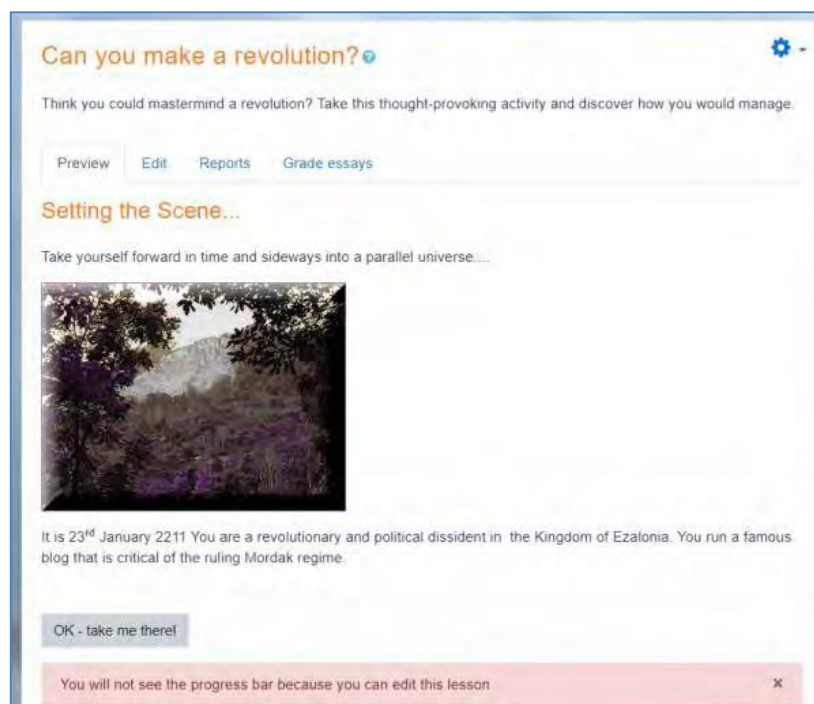 Can you make a revolution?
Think you could mastermind a revolution? Take this thought-provoking activity and discover how you would manage.
Preview Edit Reports Grade essays
Setting the Scene...
Take yourself forward in time and sideways into a parallel universe....
It is 23rd January 2211 You are a revolutionary and political dissident in the Kingdom of Ezalonia. You run a famous
blog that is critical of the ruling Mordak regime.
OK - take me there!
You will not see the progress bar because you can edit this lesson x